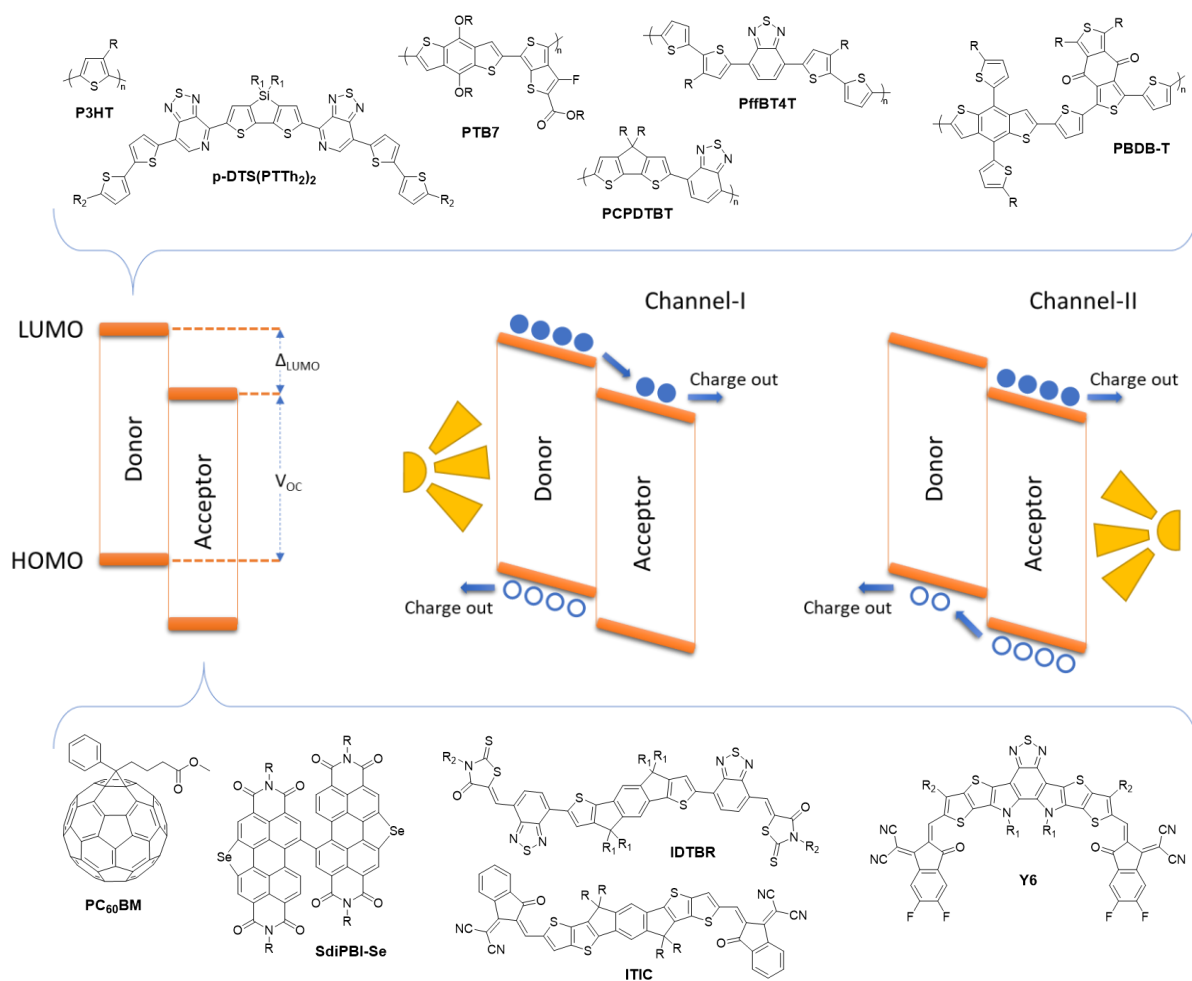 P3HT
p-DTS(PTTh2)2
PTB7
PffBT4T
PCPDTBT
PBDB-T
Channel-I
Channel-II
LUMO
ΔLUMO
Donor
Acceptor
VOC
HOMO
Charge out
Donor
Acceptor
Charge out
Charge out
Donor
Acceptor
Charge out
PC60BM
SdiPBI-Se
IDTBR
ITIC
Y6